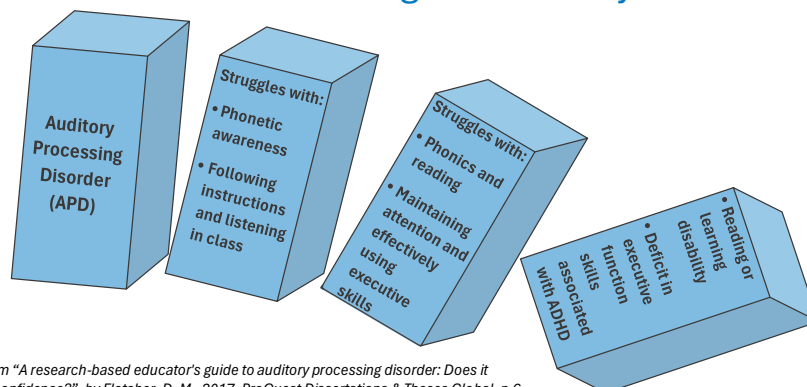 Auditory
Processing
Disorder
(APD)
Struggles with:
• Phonetic
awareness
• Following
instructions
and listening
in class
Struggles with:
• Phonics and
reading
• Maintaining
attention and
effectively
using
executive
skills
• Reading or
learning
disability
• Deficit in
executive
function
skills
associated
with ADHD
“A research-based educator's guide to auditory processing disorder: Does it
by Fletcher, D. M., 2017, ProQuest Dissertations & Theses Global, p.6